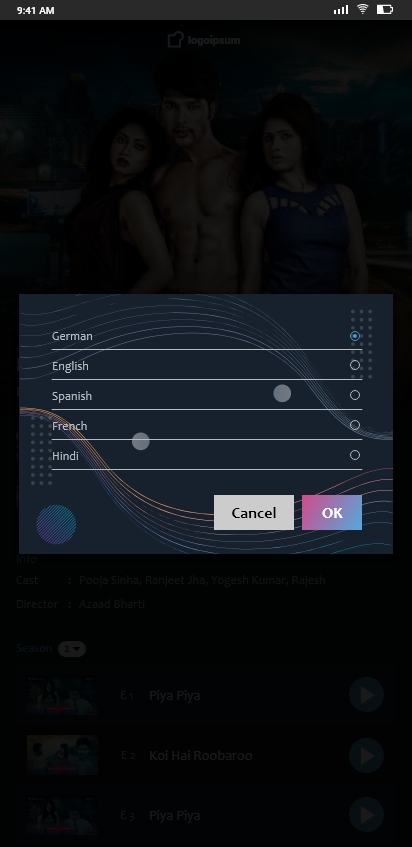 9:41 AM
logoipsum
German
English
Spanish
French
Hindi
Cancel OK
Info
Cast : Pooja Sinha, Ranjeet Jha, Yogesh Kumar, Rajesh
Director : Azaad Bharti
Season 2
E 1 Piya Piya
E 2 Koi Hai Roobaroo
E 3 Piya Piya